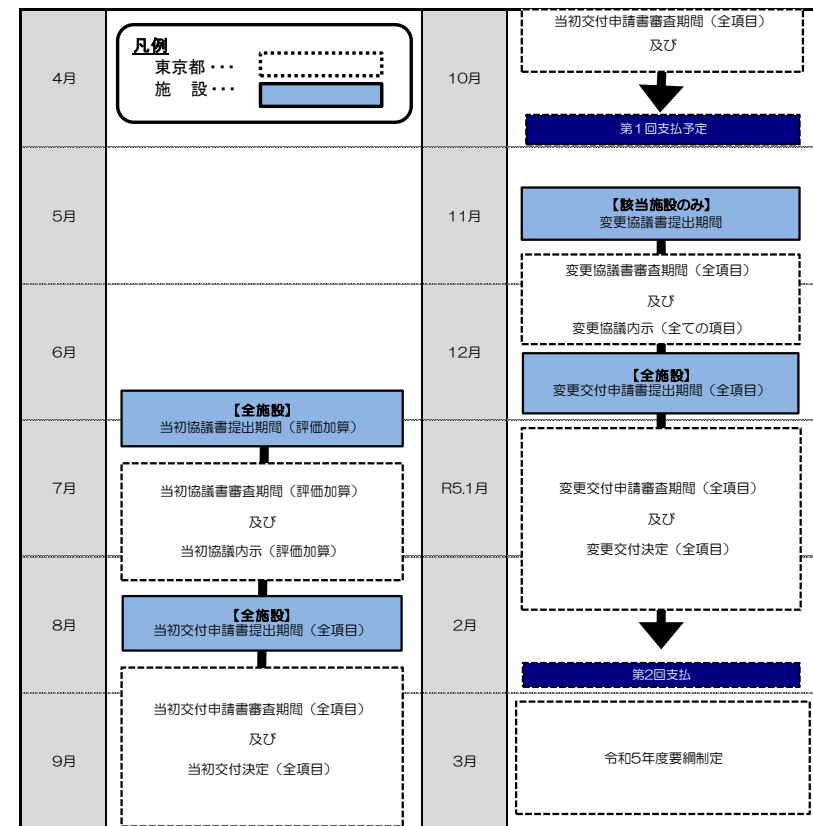 4月
凡例
東京都・・・
施　設・・・
5月
6月
【全施設】
当初協議書提出期間（評価加算）
7月
当初協議書審査期間（評価加算）
及び
当初協議内示（評価加算）
8月
【全施設】
当初交付申請書提出期間（全項目）
9月
当初交付申請書審査期間（全項目）
及び
当初交付決定（全項目）
10月
当初交付申請書審査期間（全項目）
及び
第１回支払予定
11月
【該当施設のみ】
変更協議書提出期間
変更協議書審査期間（全項目）
及び
変更協議内示（全ての項目）
12月
【全施設】
変更交付申請書提出期間（全項目）
R5.1月
変更交付申請審査期間（全項目）
及び
変更交付決定（全項目）
2月
第2回支払
3月
令和5年度要綱制定